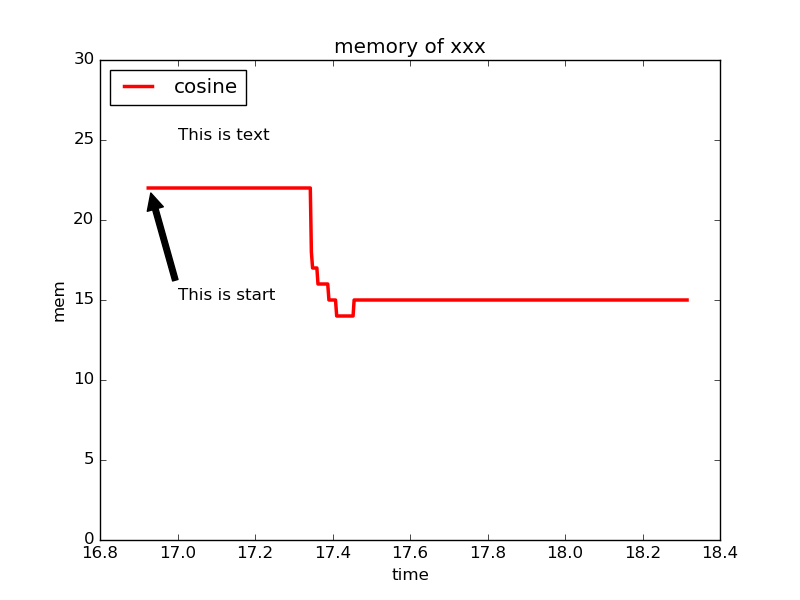 memory of xxx
30
cosine
25
This is text
20
This is start
15
10
5
0
mem
16.8 17.0 17.2 17.4 17.6 17.8 18.0 18.2 18.4
time